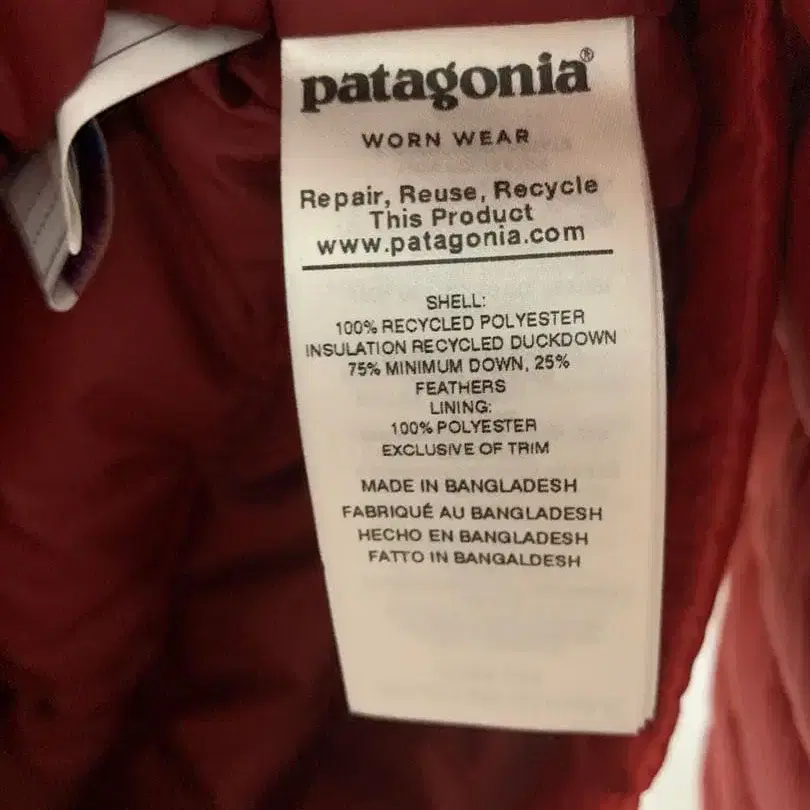 patagonia®
WORN WEAR
Repair, Reuse, Recycle
This Product
www.patagonia.com
SHELL:
100% RECYCLED POLYESTER
INSULATION RECYCLED DUCKDOWN
75% MINIMUM DOWN, 25%
FEATHERS
LINING:
100% POLYESTER
EXCLUSIVE OF TRIM
MADE IN BANGLADESH
FABRIQUÉ AU BANGLADESH
HECHO EN BANGLADESH
FATTO IN BANGALDESH